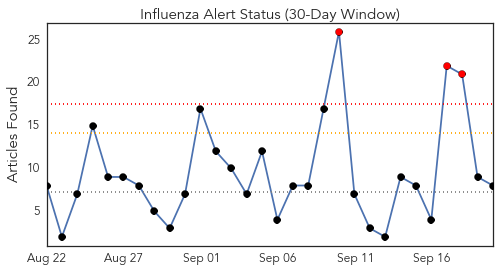 Influenza Alert Status (30-Day Window)
Articles Found
25
20
15
10
5
Aug 22 Aug 27 Sep 01 Sep 06 Sep 11 Sep 16